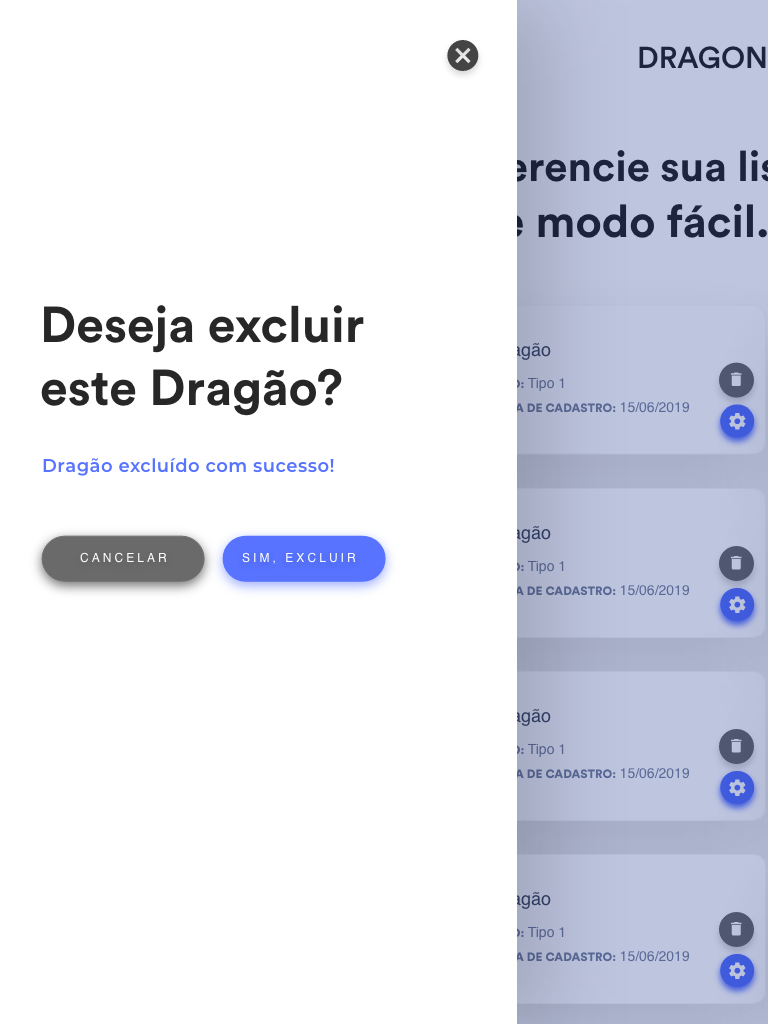 Deseja excluir
este Dragão?
Dragão excluído com sucesso!
CANCELAR
SIM, EXCLUIR
DRAGON
erencie sua lis
e modo fácil.
agão
O: Tipo 1
A DE CADASTRO: 15/06/2019
agão
O: Tipo 1
A DE CADASTRO: 15/06/2019
agão
O: Tipo 1
A DE CADASTRO: 15/06/2019
agão
O: Tipo 1
A DE CADASTRO: 15/06/2019